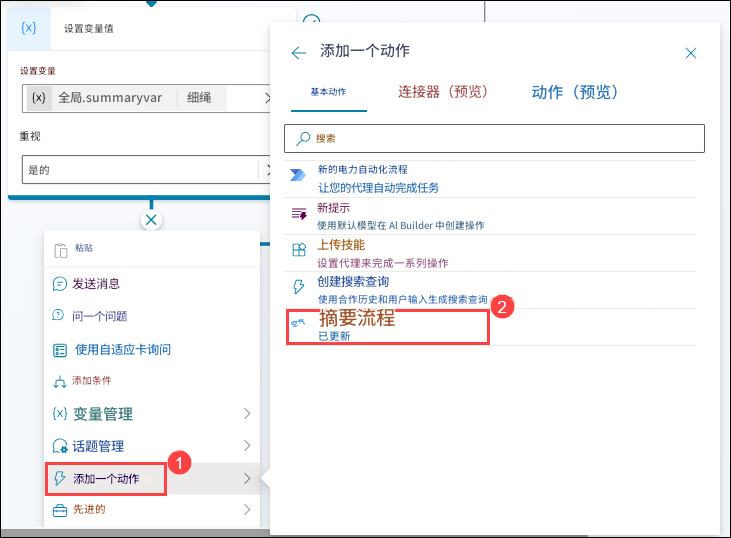 {x} 设置变量值
设置变量
{x} 全局.summaryvar 细绳
重视
是的
粘贴
发送消息
问一个问题
使用自适应卡询问
添加条件
{x} 变量管理
话题管理
添加一个动作
1
先进的
添加一个动作
基本动作 连接器（预览） 动作（预览）
搜索
新的电力自动化流程
让您的代理自动完成任务
新提示
使用默认模型在 AI Builder 中创建操作
上传技能
设置代理来完成一系列操作
创建搜索查询
使用合作历史和用户输入生成搜索查询
2
摘要流程
已更新